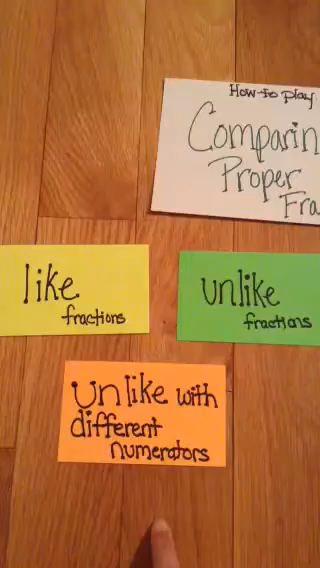 How to play
Comparin
Proper
Fra
like
fractions
unlike
fractions
unlike with
different
numerators